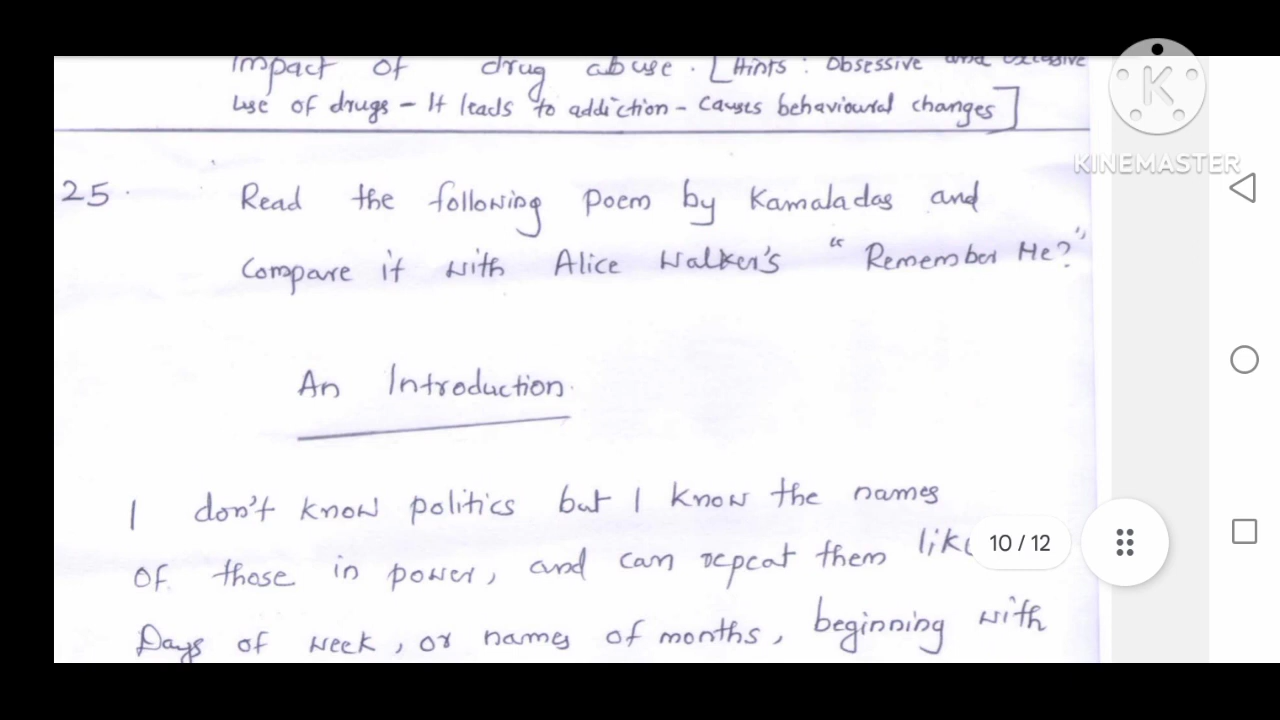 Impact of drug abuse. [Hints: Obsessive and excessive
use of drugs - It leads to addiction - Causes behavioural changes]
KINEMASTER
25. Read the following poem by Kamaladas and
compare it with Alice Walker's "Remember Me?"
An Introduction.
I don't know politics but I know the names
Of those in power, and can repeat them like
10 / 12
Days of week, or names of months, beginning with